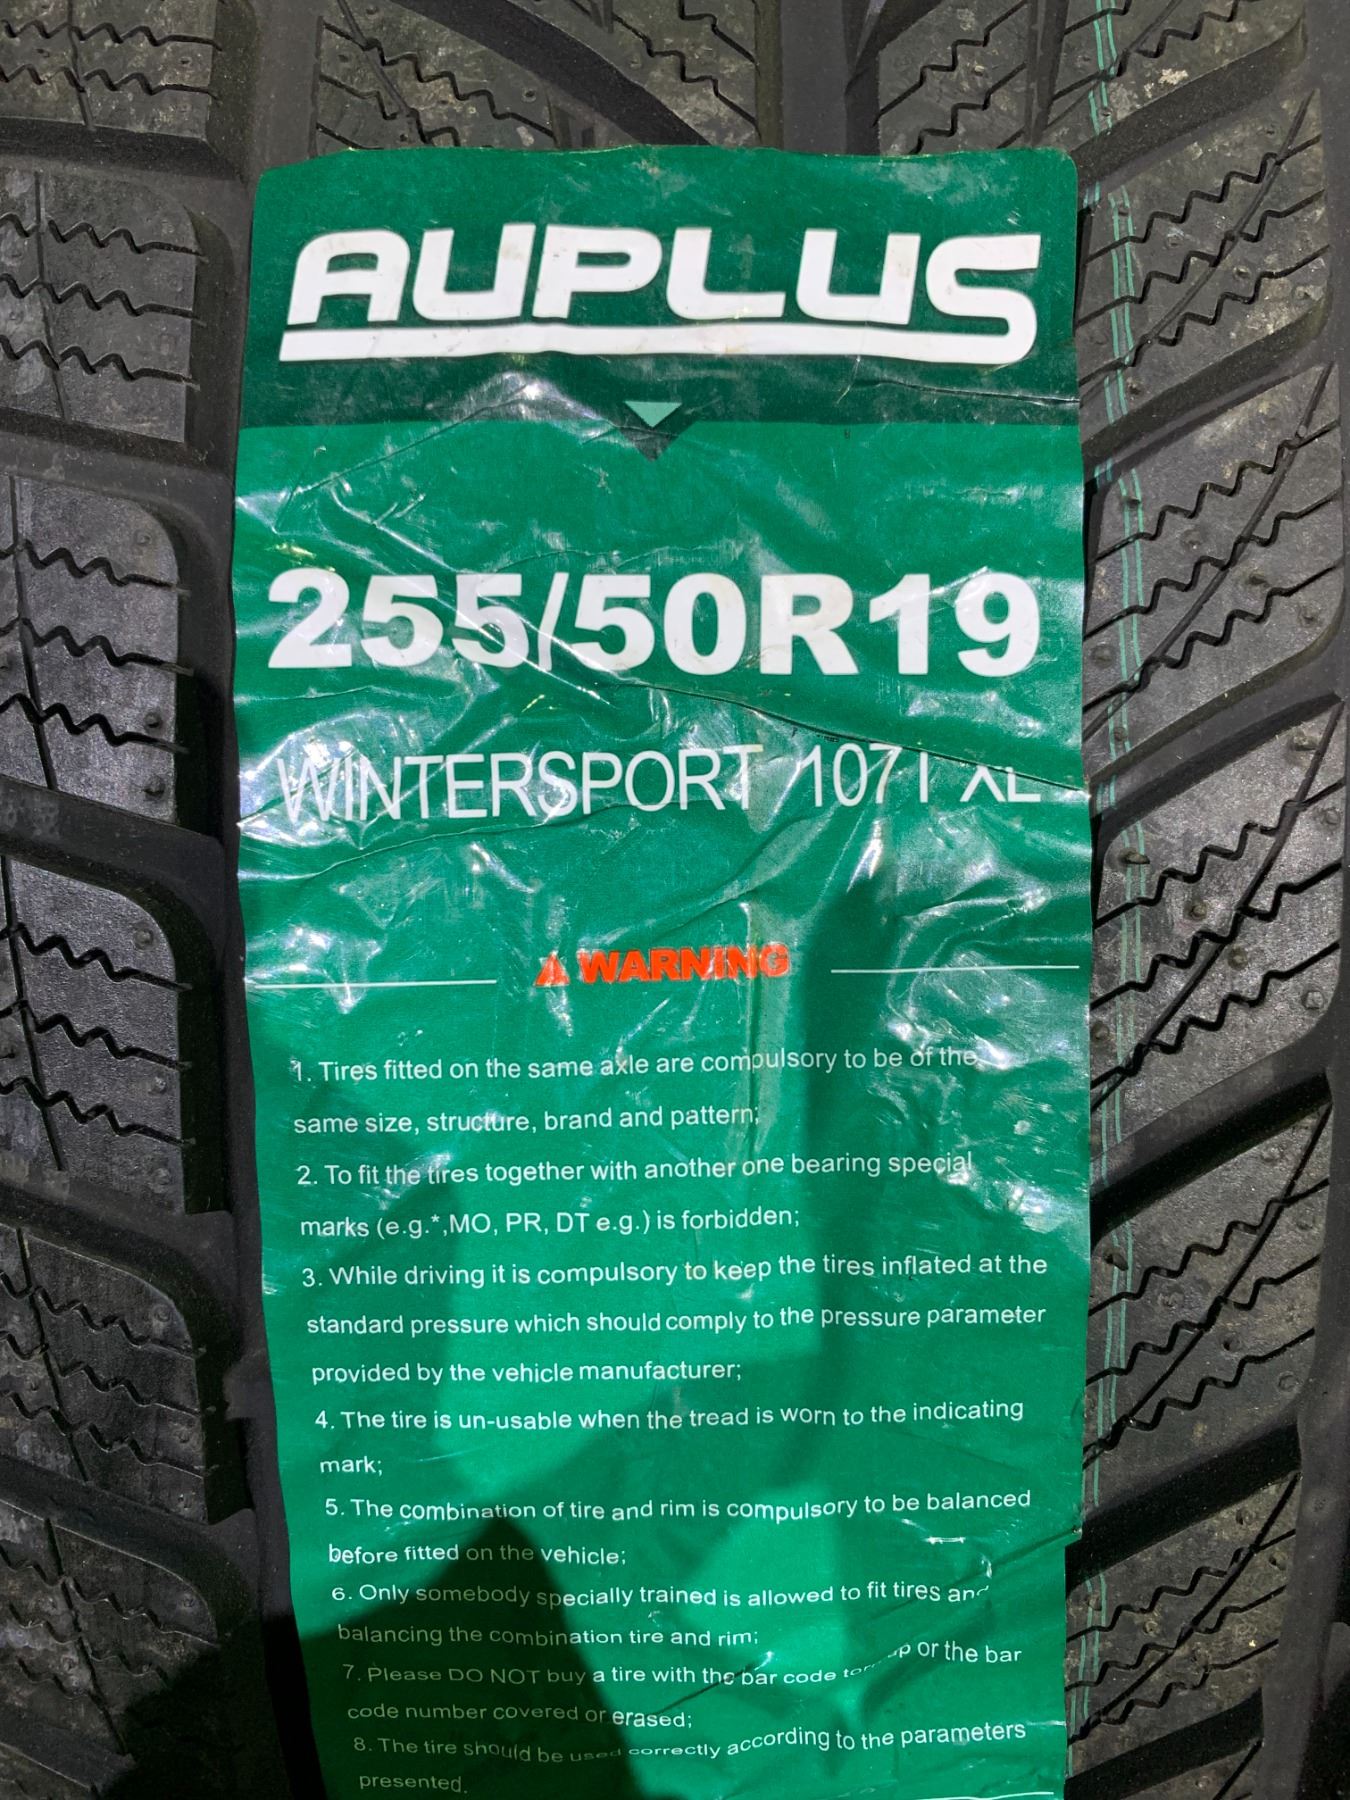 AUPLUS
255/50R19
WINTERSPORT 107T XL
WARNING
1. Tires fitted on the same axle are compulsory to be of the
same size, structure, brand and pattern;
2. To fit the tires together with another one bearing special
marks (e.g.*,MO, PR, DT e.g.) is forbidden;
3. While driving it is compulsory to keep the tires inflated at the
standard pressure which should comply to the pressure parameter
provided by the vehicle manufacturer;
4. The tire is un-usable when the tread is worn to the indicating
mark;
5. The combination of tire and rim is compulsory to be balanced
before fitted on the vehicle;
6. Only somebody specially trained is allowed to fit tires and
balancing the combination tire and rim;
7. Please DO NOT buy a tire with the bar code or the bar
code number covered or erased;
8. The tire should be used correctly according to the parameters
presented.